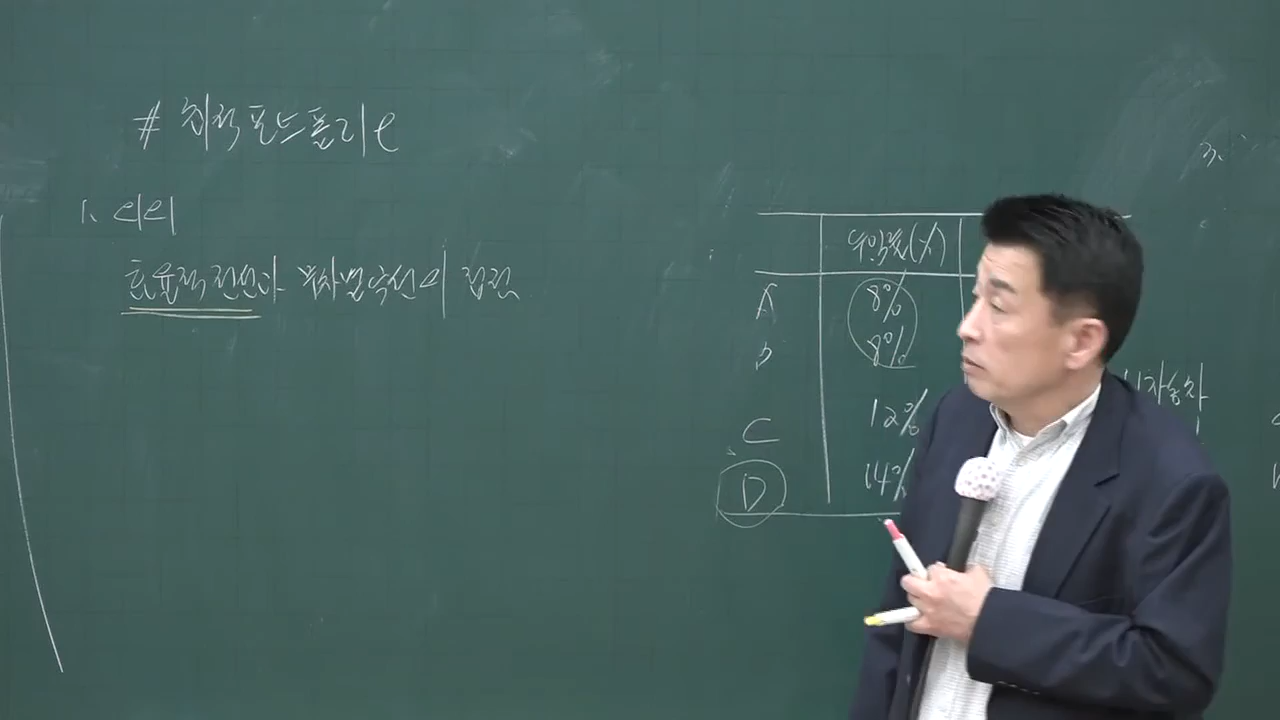 # 최적포트폴리오
1. 의의
효율적전선과 무차별곡선의 접점
수익률(%)
A 8%
B 8%
C 12%
D 14%
3.